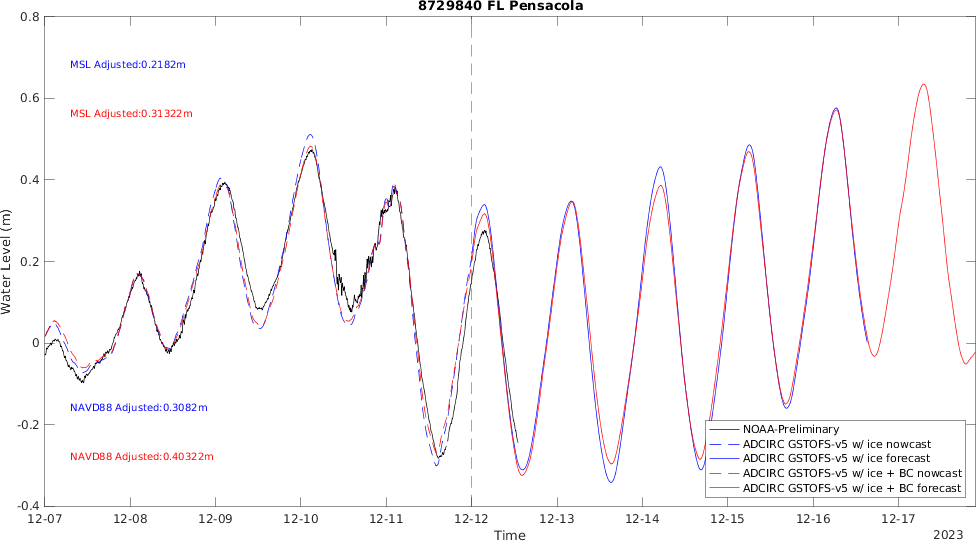 8729840 FL Pensacola
0.8
MSL Adjusted:0.2182m
0.6
MSL Adjusted:0.31322m
0.4
Water Level (m)
0.2
0
-0.2
NAVD88 Adjusted:0.3082m
NAVD88 Adjusted:0.40322m
-0.4
NOAA-Preliminary
ADCIRC GSTOFS-v5 w/ ice nowcast
ADCIRC GSTOFS-v5 w/ ice forecast
ADCIRC GSTOFS-v5 w/ice + BC nowcast
ADCIRC GSTOFS-v5 w/ice + BC forecast
12-07 12-08 12-09 12-10 12-11 12-12 12-13 12-14 12-15 12-16 12-17
Time
2023